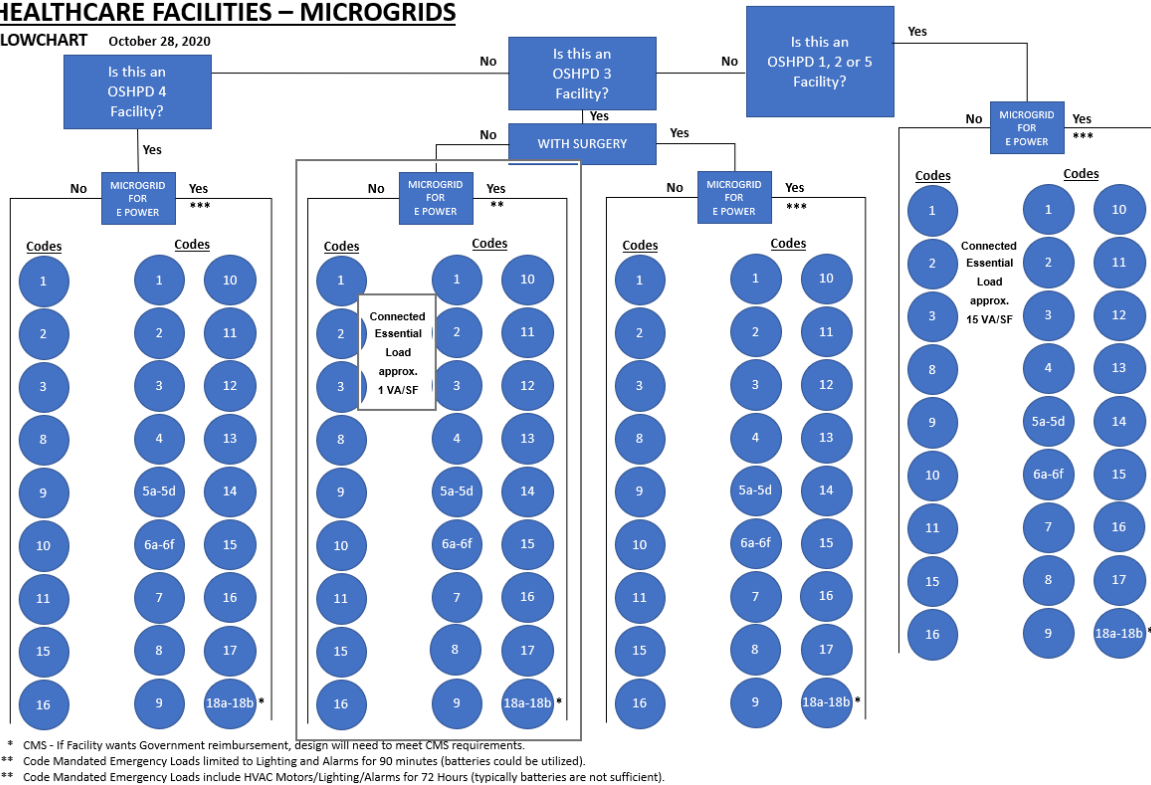 HEALTHCARE FACILITIES – MICROGRIDS
LOWCHART October 28, 2020
Is this an
OSHPD 4
Facility?
No
Is this an
OSHPD 3
Facility?
No
Is this an
OSHPD 1, 2 or 5
Facility?
Yes
Yes
No
WITH SURGERY
Yes
Yes
No
MICROGRID
FOR
E POWER
Yes
***
No
MICROGRID
FOR
E POWER
Yes
***
No
MICROGRID
FOR
E POWER
Yes
**
No
MICROGRID
FOR
E POWER
Yes
***
Codes
1
2
3
8
9
10
11
15
16
Codes
1 10
2 11
3 12
4 13
5a-5d 14
6a-6f 15
7 16
8 17
9 18a-18b *
Codes
1
2
3
8
9
10
11
15
16
Connected
Essential
Load
approx.
1 VA/SF
Codes
1 10
2 11
3 12
4 13
5a-5d 14
6a-6f 15
7 16
8 17
9 18a-18b *
Codes
1
2
3
8
9
10
11
15
16
Codes
1 10
2 11
3 12
4 13
5a-5d 14
6a-6f 15
7 16
8 17
9 18a-18b *
Codes
1
2
3
8
9
10
11
15
16
Connected
Essential
Load
approx.
15 VA/SF
Codes
1 10
2 11
3 12
4 13
5a-5d 14
6a-6f 15
7 16
8 17
9 18a-18b *
* CMS - If Facility wants Government reimbursement, design will need to meet CMS requirements.
** Code Mandated Emergency Loads limited to Lighting and Alarms for 90 minutes (batteries could be utilized).
** Code Mandated Emergency Loads include HVAC Motors/Lighting/Alarms for 72 Hours (typically batteries are not sufficient).